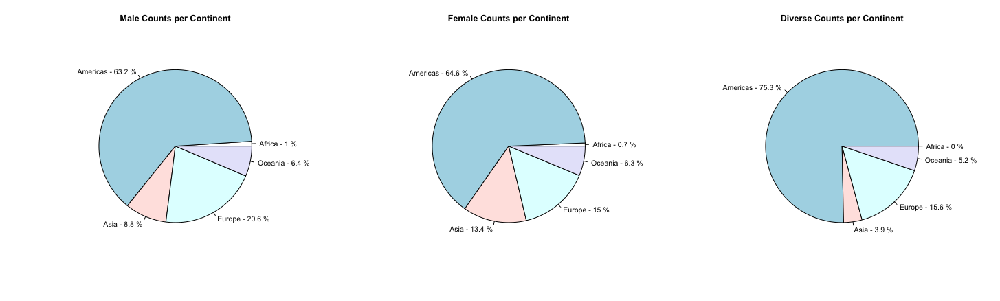 Male Counts per Continent
Americas - 63.2 %
Africa - 1 %
Oceania - 6.4 %
Europe - 20.6 %
Asia - 8.8 %
Female Counts per Continent
Americas - 64.6 %
Africa - 0.7 %
Oceania - 6.3 %
Europe - 15 %
Asia - 13.4 %
Diverse Counts per Continent
Americas - 75.3 %
Africa - 0 %
Oceania - 5.2 %
Europe - 15.6 %
Asia - 3.9 %